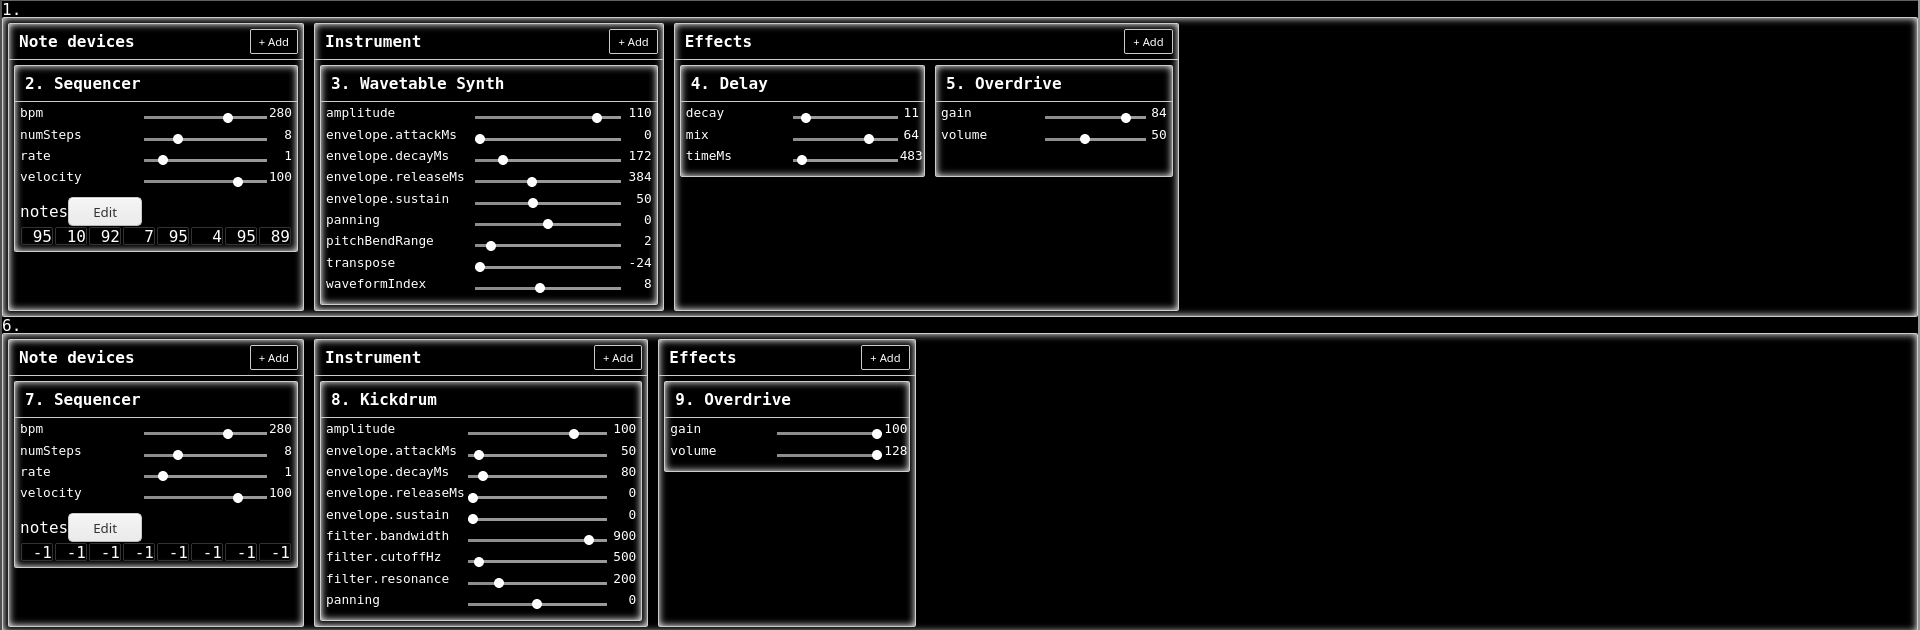 1.
Note devices + Add Instrument + Add Effects + Add
2. Sequencer 3. Wavetable Synth 4. Delay 5. Overdrive
bpm 280 amplitude 110 decay 11 gain 84
numSteps 8 envelope.attackMs 0 mix 64 volume 50
rate 1 envelope.decayMs 172 timeMs 483
velocity 100 envelope.releaseMs 384
envelope.sustain 50
notes Edit panning 0
95 10 92 7 95 4 95 89 pitchBendRange 2
transpose -24
waveformIndex 8
6.
Note devices + Add Instrument + Add Effects + Add
7. Sequencer 8. Kickdrum 9. Overdrive
bpm 280 amplitude 100 gain 100
numSteps 8 envelope.attackMs 50 volume 128
rate 1 envelope.decayMs 80
velocity 100 envelope.releaseMs 0
envelope.sustain 0
notes Edit filter.bandwidth 900
-1 -1 -1 -1 -1 -1 -1 -1 filter.cutoffHz 500
filter.resonance 200
panning 0